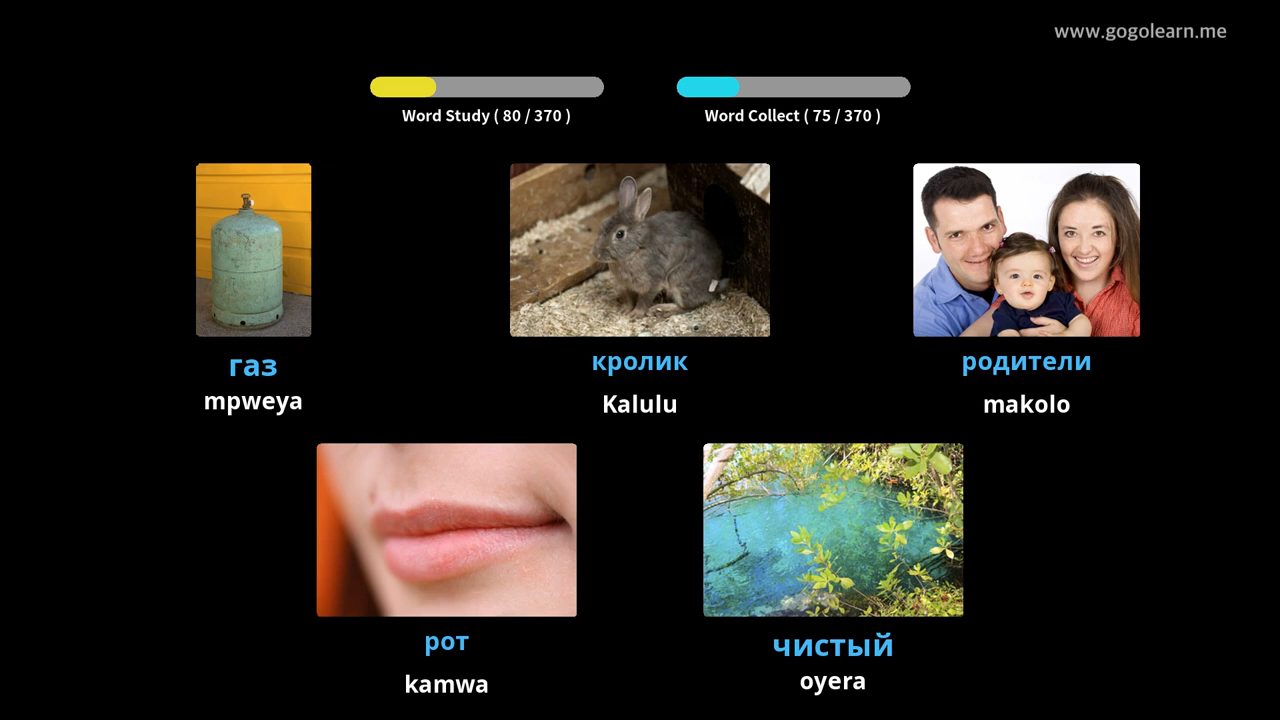 www.gogolearn.me
Word Study ( 80 / 370 )
Word Collect ( 75 / 370 )
газ
mpweya
кролик
Kalulu
родители
makolo
рот
kamwa
чистый
oyera